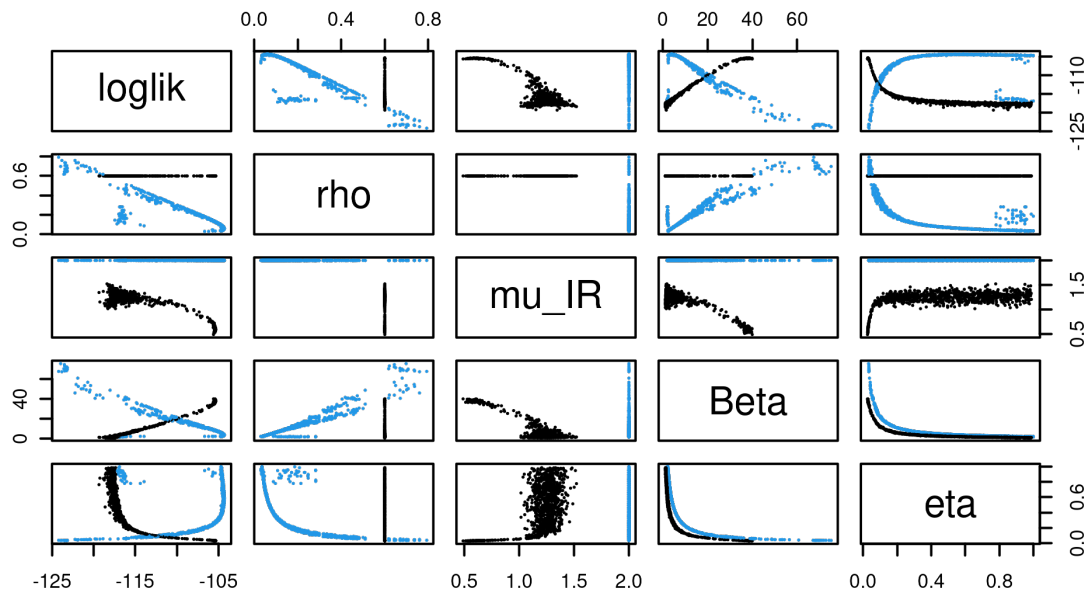 0.0 0.4 0.8 0 20 40 60
loglik -125 -110
0.0 0.6 rho
mu_IR 0.5 1.5
0 40 Beta
eta 0.0 0.6
-125 -115 -105 0.5 1.0 1.5 2.0 0.0 0.4 0.8